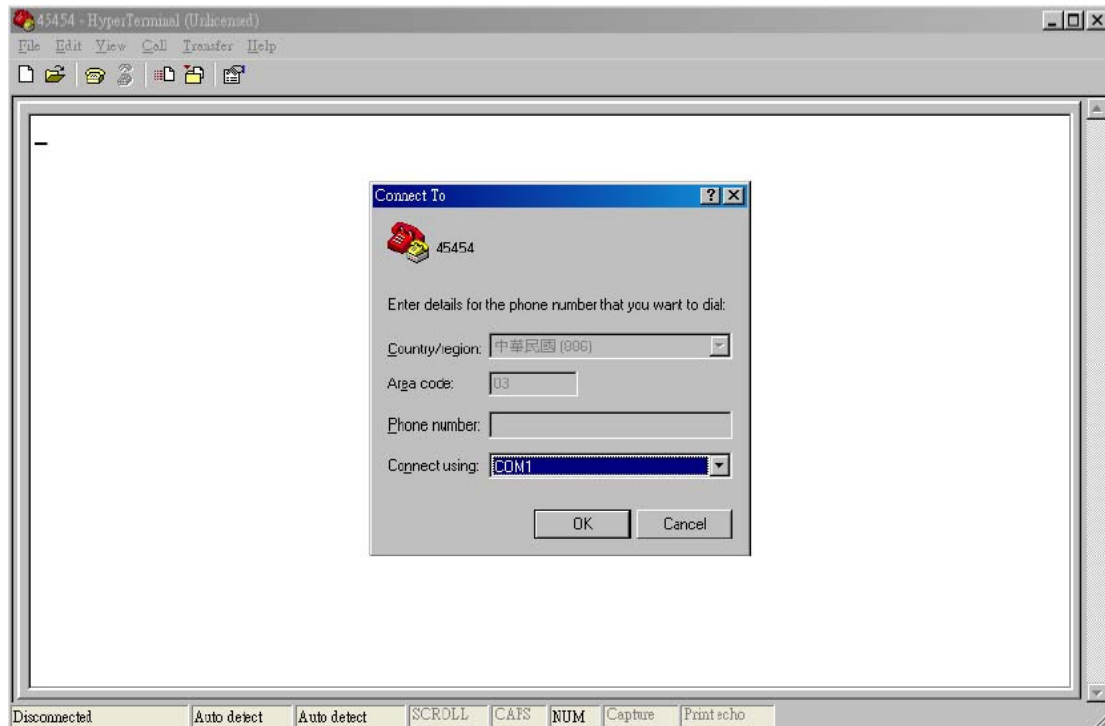 45454 - HyperTerminal (Unlicensed)
File Edit View Call Transfer Help
Connect To
45454
Enter details for the phone number that you want to dial:
Country/region: 中華民國 (886)
Area code: 03
Phone number:
Connect using: COM1
OK Cancel
Disconnected Auto detect Auto detect SCROLL CAPS NUM Capture Print echo